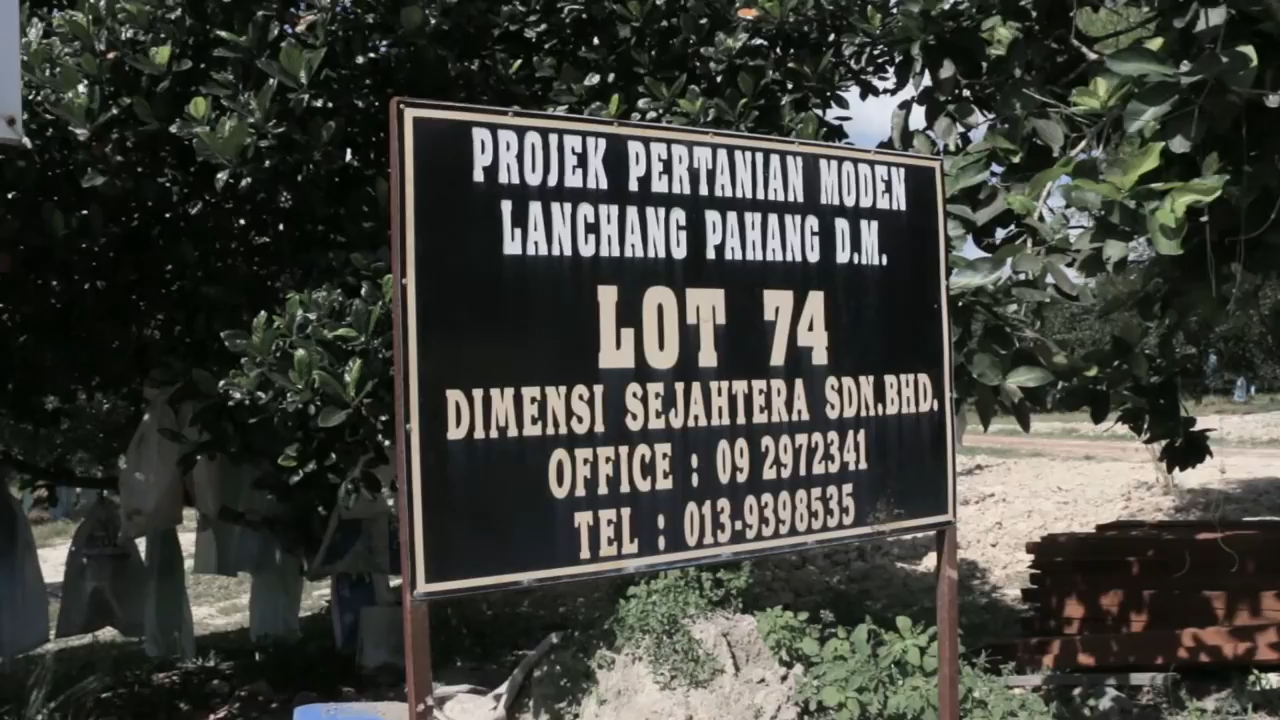 PROJEK PERTANIAN MODEN
LANCHANG PAHANG D.M.
LOT 74
DIMENSI SEJAHTERA SDN.BHD.
OFFICE : 09 2972341
TEL : 013-9398535